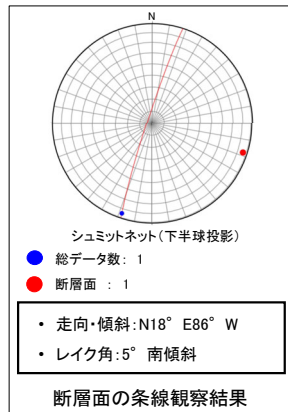 N
シュミットネット(下半球投影)
総データ数: 1
断層面 : 1
• 走向・傾斜:N18° E86° W
• レイク角:5° 南傾斜
断層面の条線観察結果